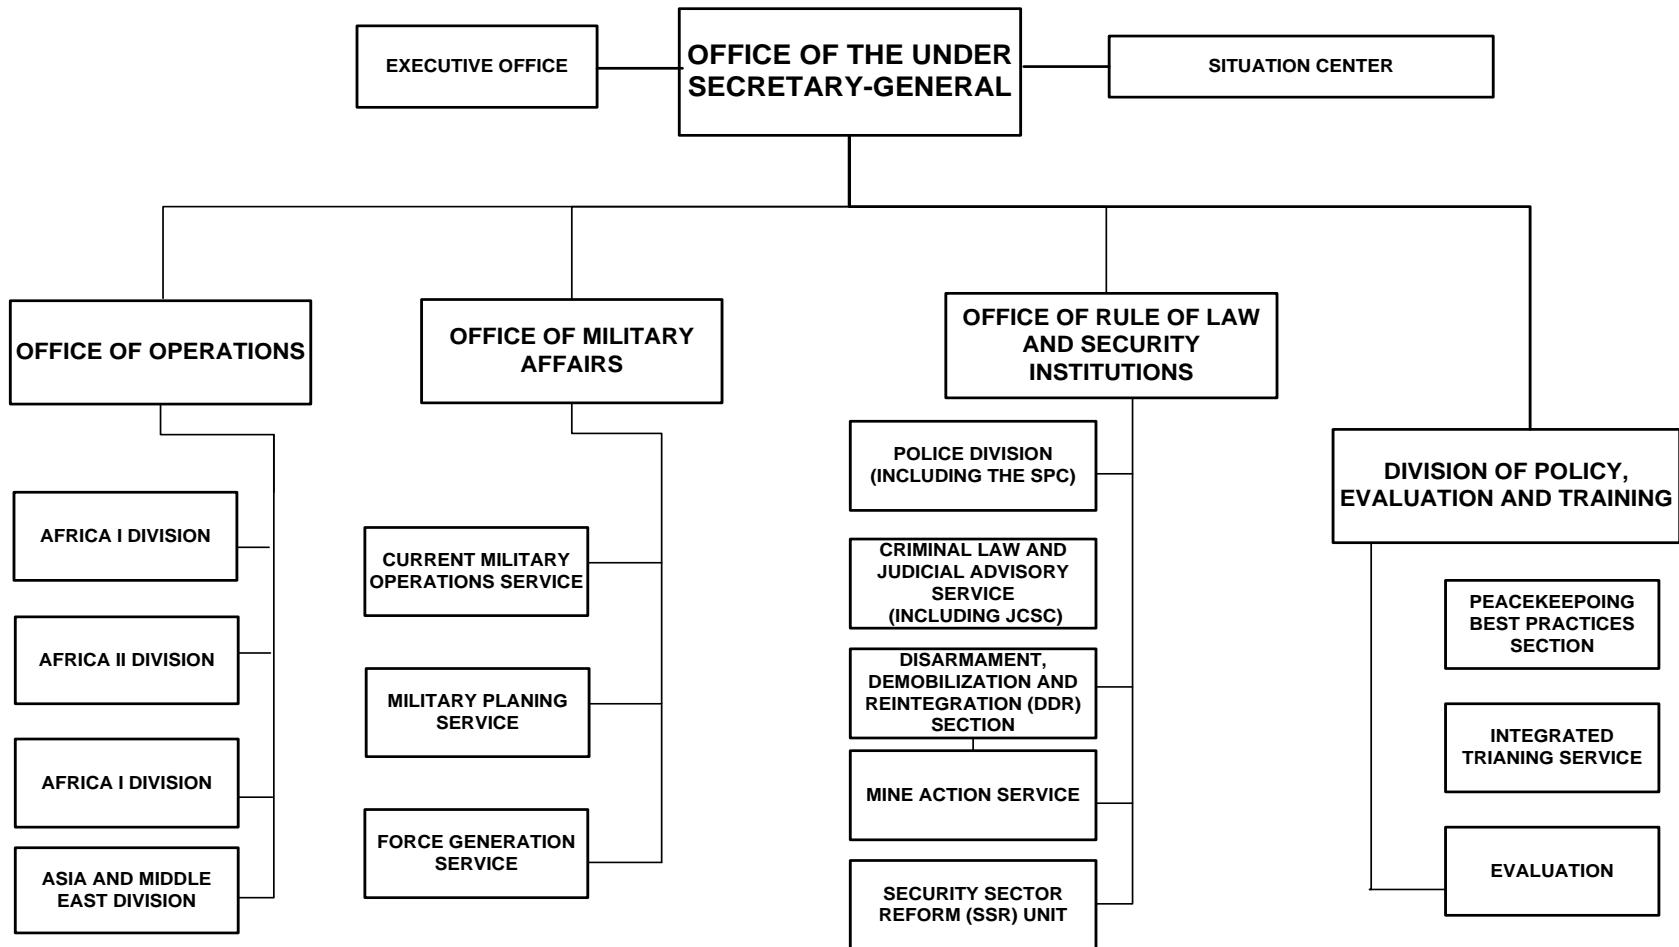 EXECUTIVE OFFICE
OFFICE OF THE UNDER
SECRETARY-GENERAL
SITUATION CENTER
OFFICE OF OPERATIONS
AFRICA I DIVISION
AFRICA II DIVISION
AFRICA I DIVISION
ASIA AND MIDDLE
EAST DIVISION
OFFICE OF MILITARY
AFFAIRS
CURRENT MILITARY
OPERATIONS SERVICE
MILITARY PLANING
SERVICE
FORCE GENERATION
SERVICE
OFFICE OF RULE OF LAW
AND SECURITY
INSTITUTIONS
POLICE DIVISION
(INCLUDING THE SPC)
CRIMINAL LAW AND
JUDICIAL ADVISORY
SERVICE
(INCLUDING JCSC)
DISARMAMENT,
DEMOBILIZATION AND
REINTEGRATION (DDR)
SECTION
MINE ACTION SERVICE
SECURITY SECTOR
REFORM (SSR) UNIT
DIVISION OF POLICY,
EVALUATION AND TRAINING
PEACEKEEPOING
BEST PRACTICES
SECTION
INTEGRATED
TRIANING SERVICE
EVALUATION